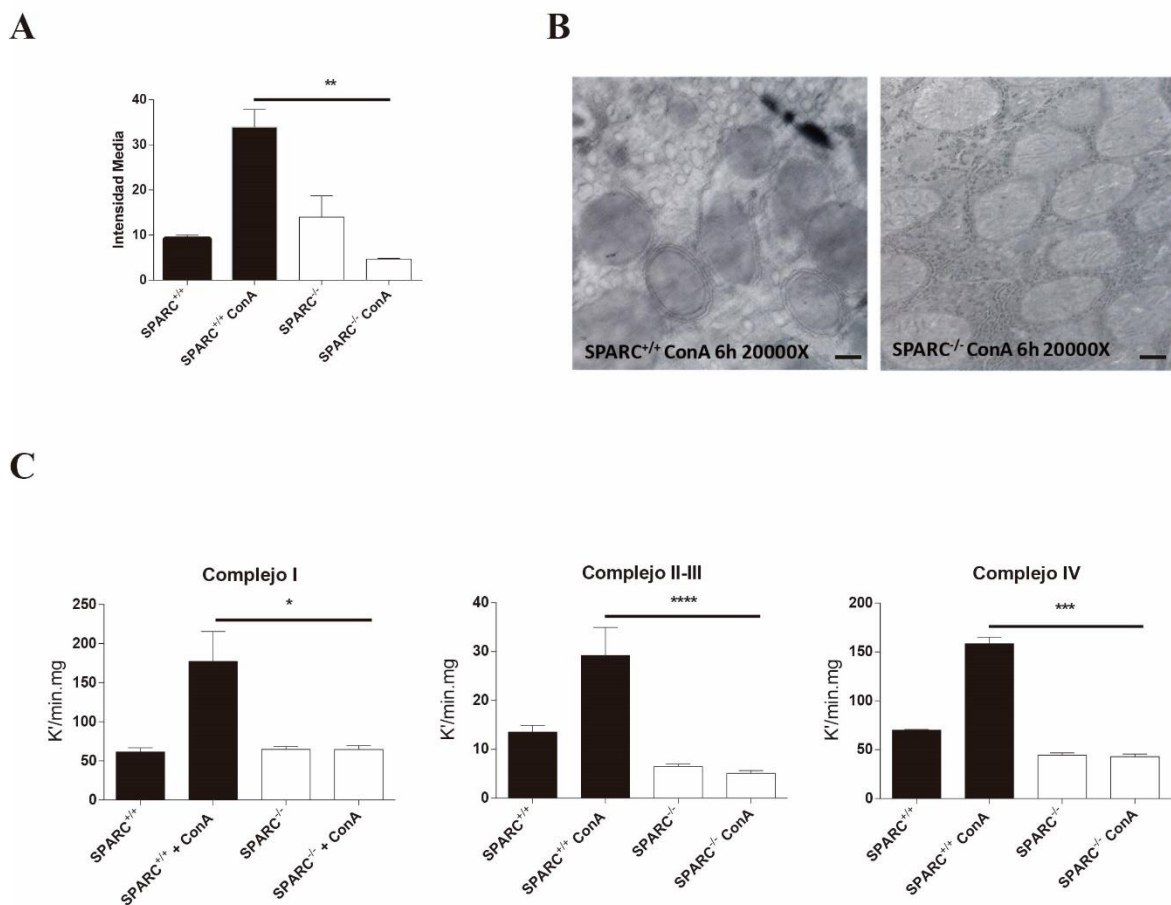 A
B
**
Intensidad Media
40
30
20
10
0
SPARC+/+
SPARC+/+ ConA
SPARC-/-
SPARC-/- ConA
SPARC+/+ ConA 6h 20000X
SPARC-/- ConA 6h 20000X
C
Complejo I
*
K'/min.mg
250
200
150
100
50
0
SPARC+/+
SPARC+/+ + ConA
SPARC-/-
SPARC-/- + ConA
Complejo II-III
****
K'/min.mg
40
30
20
10
0
SPARC+/+
SPARC+/+ ConA
SPARC-/-
SPARC-/- ConA
Complejo IV
***
K'/min.mg
200
150
100
50
0
SPARC+/+
SPARC+/+ ConA
SPARC-/-
SPARC-/- ConA